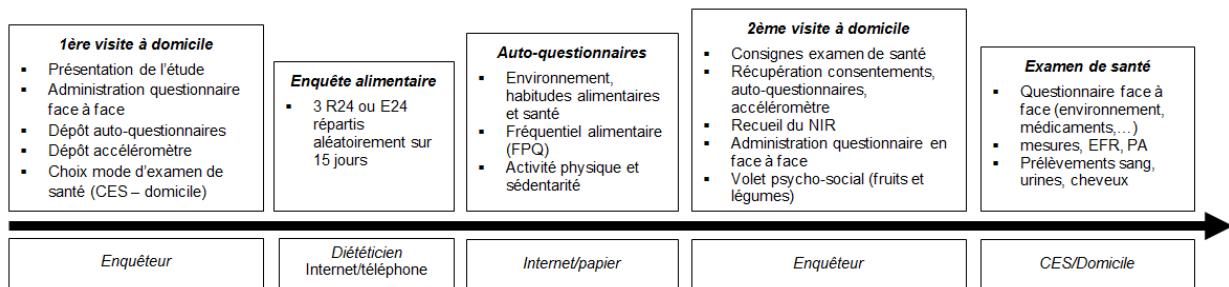 1ère visite à domicile
▪ Présentation de l'étude
▪ Administration questionnaire
face à face
▪ Dépôt auto-questionnaires
▪ Dépôt accéléromètre
▪ Choix mode d'examen de
santé (CES – domicile)
Enquête alimentaire
▪ 3 R24 ou E24
répartis
aléatoirement sur
15 jours
Auto-questionnaires
▪ Environnement,
habitudes alimentaires
et santé
▪ Fréquentiel alimentaire
(FPQ)
▪ Activité physique et
sédentarité
2ème visite à domicile
▪ Consignes examen de santé
▪ Récupération consentements,
auto-questionnaires,
accéléromètre
▪ Recueil du NIR
▪ Administration questionnaire en
face à face
▪ Volet psycho-social (fruits et
légumes)
Examen de santé
▪ Questionnaire face à
face (environnement,
médicaments,…)
▪ mesures, EFR, PA
▪ Prélèvements sang,
urines, cheveux
Enquêteur
Diététicien
Internet/téléphone
Internet/papier
Enquêteur
CES/Domicile